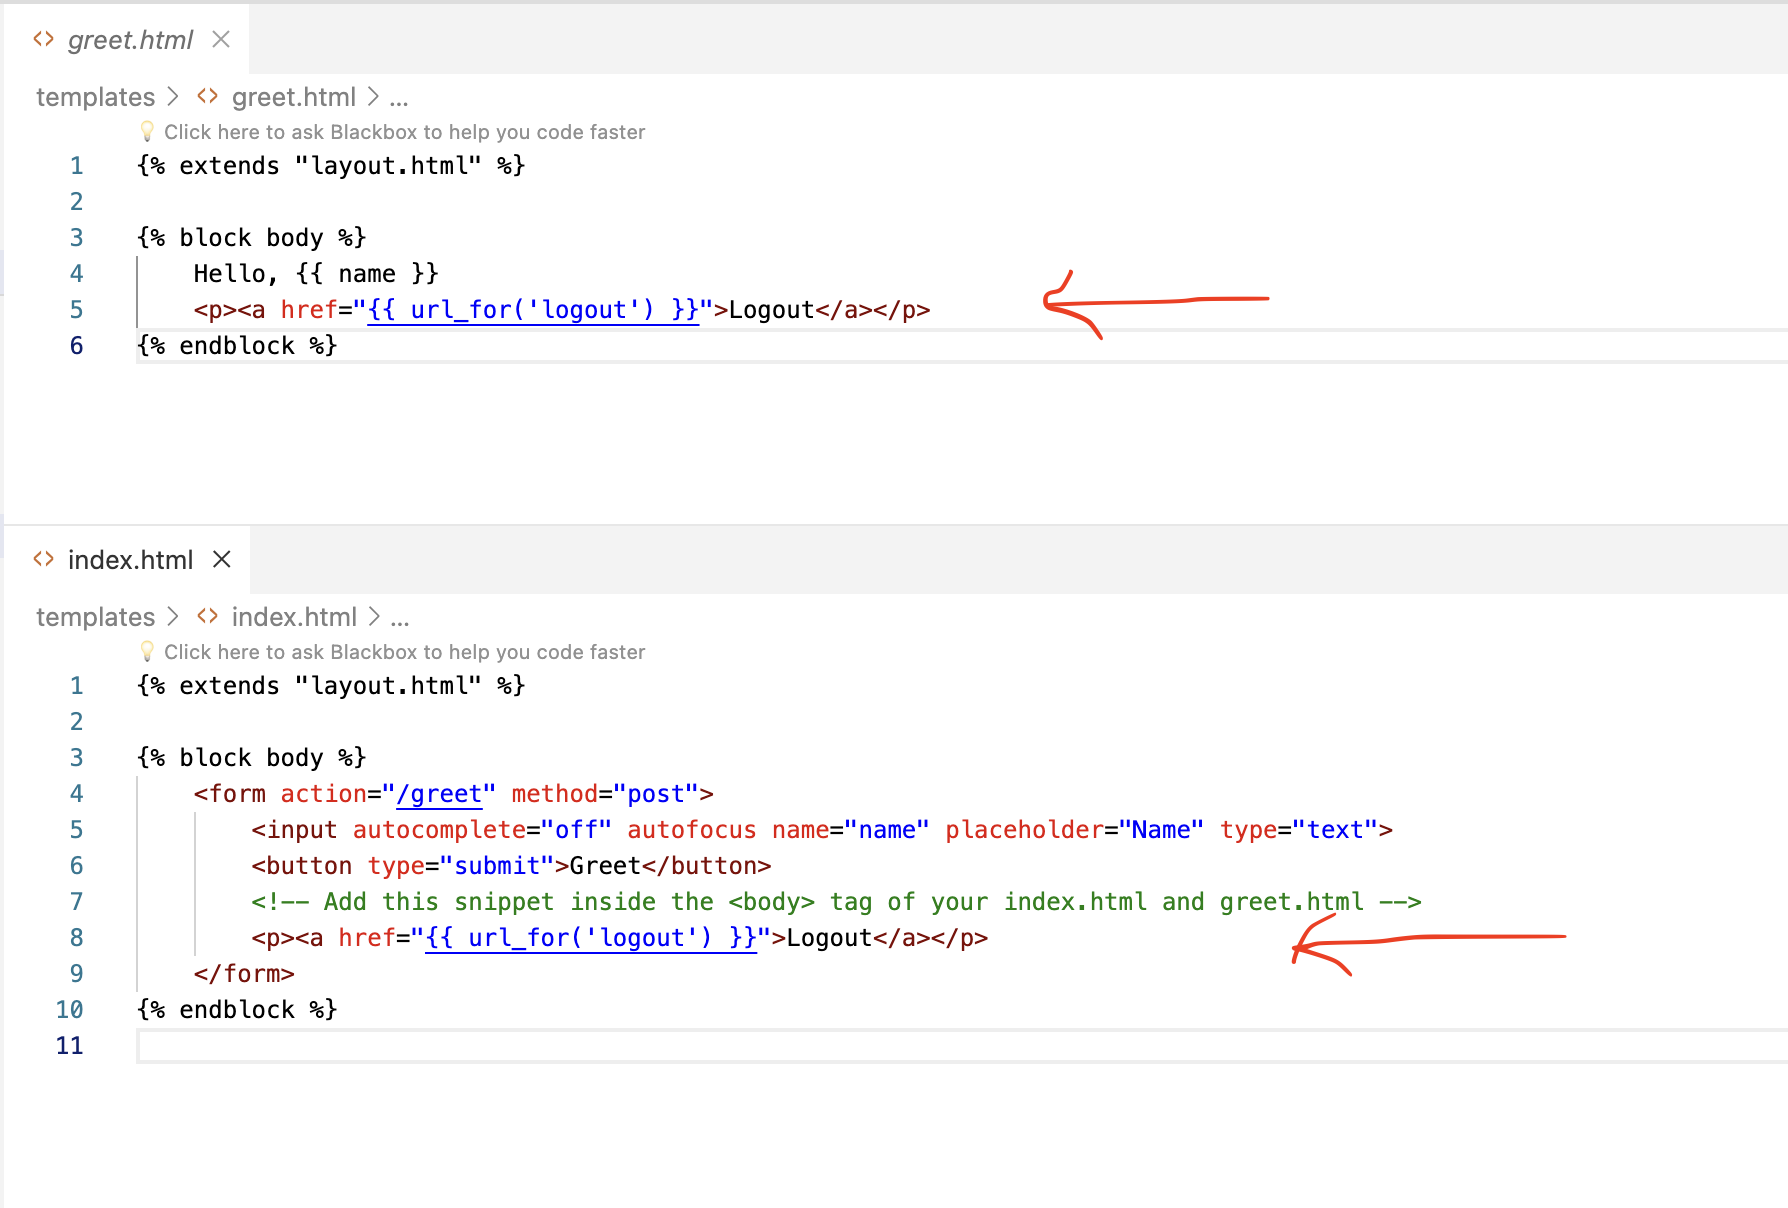 greet.html
templates > greet.html > ...
Click here to ask Blackbox to help you code faster
1 {% extends "layout.html" %}
2
3 {% block body %}
4     Hello, {{ name }}
5     <p><a href="{{ url_for('logout') }}">Logout</a></p>
6 {% endblock %}
index.html
templates > index.html > ...
Click here to ask Blackbox to help you code faster
1 {% extends "layout.html" %}
2
3 {% block body %}
4     <form action="/greet" method="post">
5         <input autocomplete="off" autofocus name="name" placeholder="Name" type="text">
6         <button type="submit">Greet</button>
7         <!-- Add this snippet inside the <body> tag of your index.html and greet.html -->
8         <p><a href="{{ url_for('logout') }}">Logout</a></p>
9     </form>
10 {% endblock %}
11